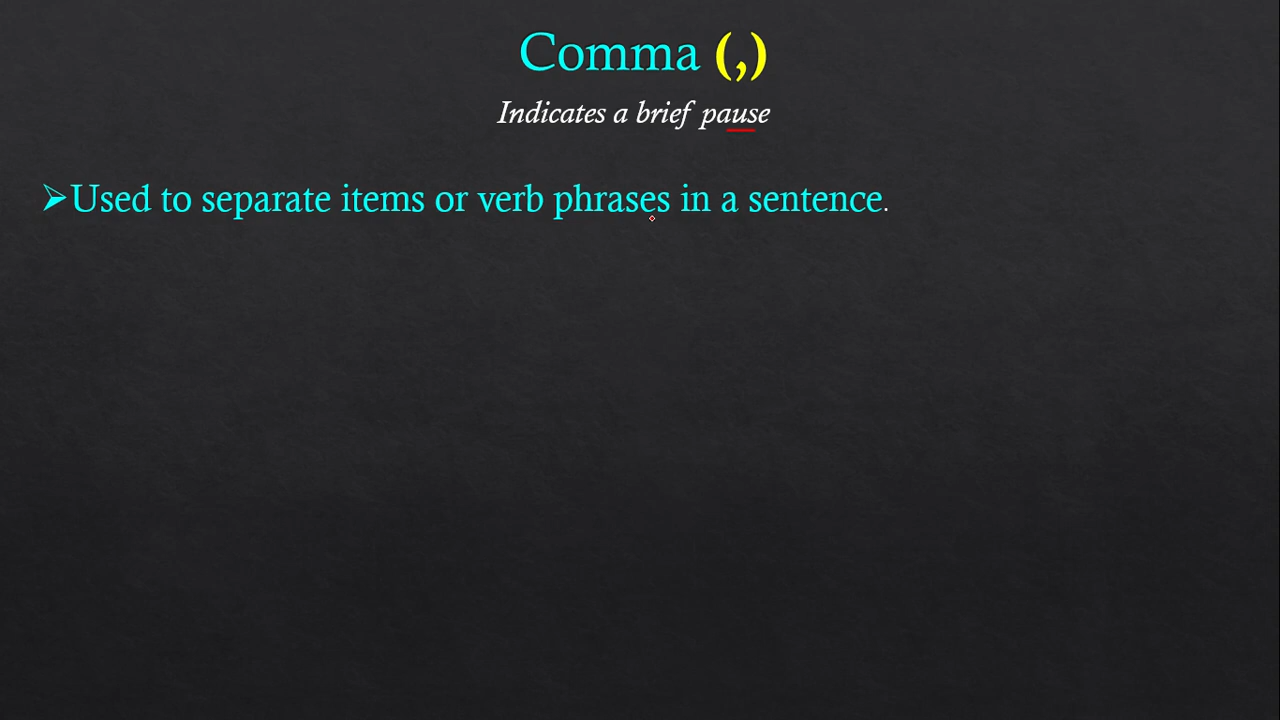 Comma (,)
Indicates a brief pause
➢Used to separate items or verb phrases in a sentence.